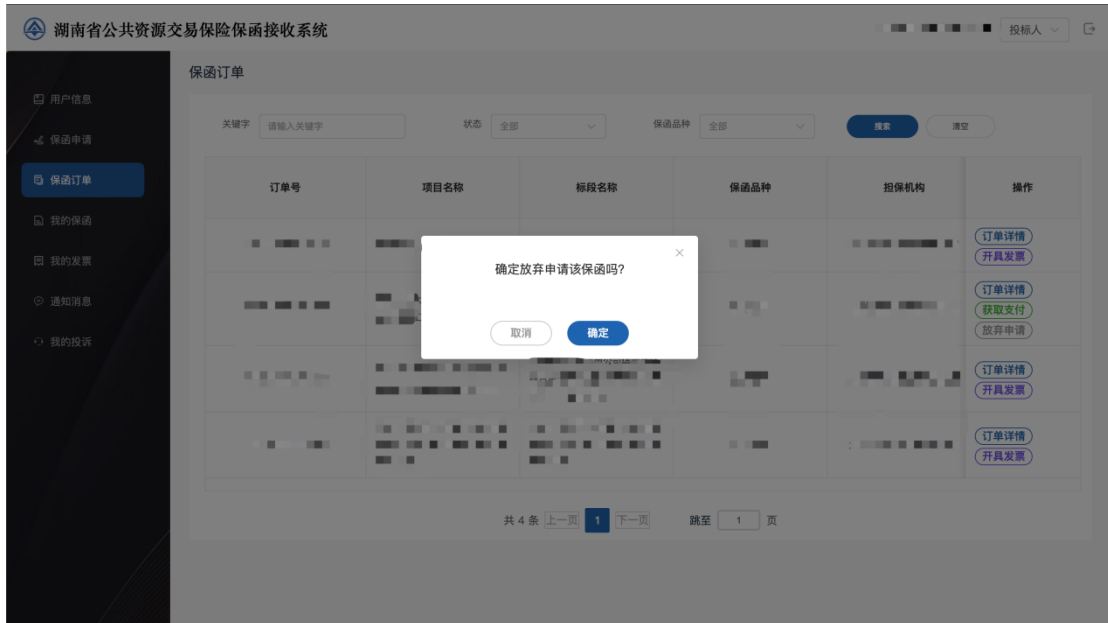 湖南省公共资源交易保险保函接收系统
投标人
保函订单
用户信息
保函申请
保函订单
我的保函
我的发票
通知消息
我的投诉
关键字 请输入关键字 状态 全部 保函品种 全部 搜索 清空
订单号 项目名称 标段名称 保函品种 担保机构 操作
订单详情
开具发票
订单详情
获取支付
放弃申请
订单详情
开具发票
订单详情
开具发票
确定放弃申请该保函吗?
取消 确定
共 4 条 上一页 1 下一页 跳至 1 页